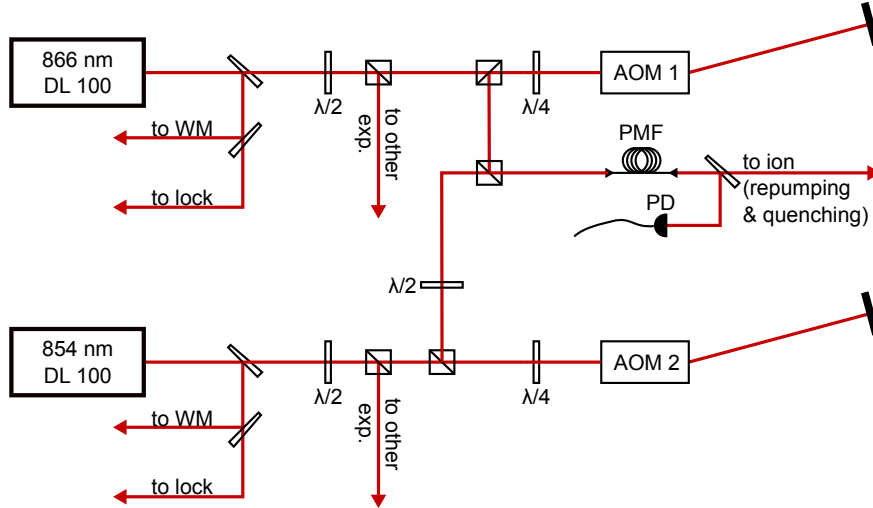 866 nm
DL 100
λ/2
λ/4
AOM 1
to WM
to other
exp.
to lock
PMF
to ion
(repumping
& quenching)
PD
λ/2
854 nm
DL 100
λ/2
λ/4
AOM 2
to WM
to other
exp.
to lock